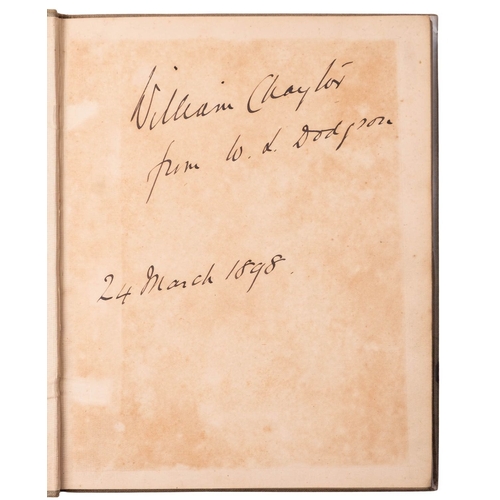 William Chaytor
from W. L. Dodgson
24 March 1898.